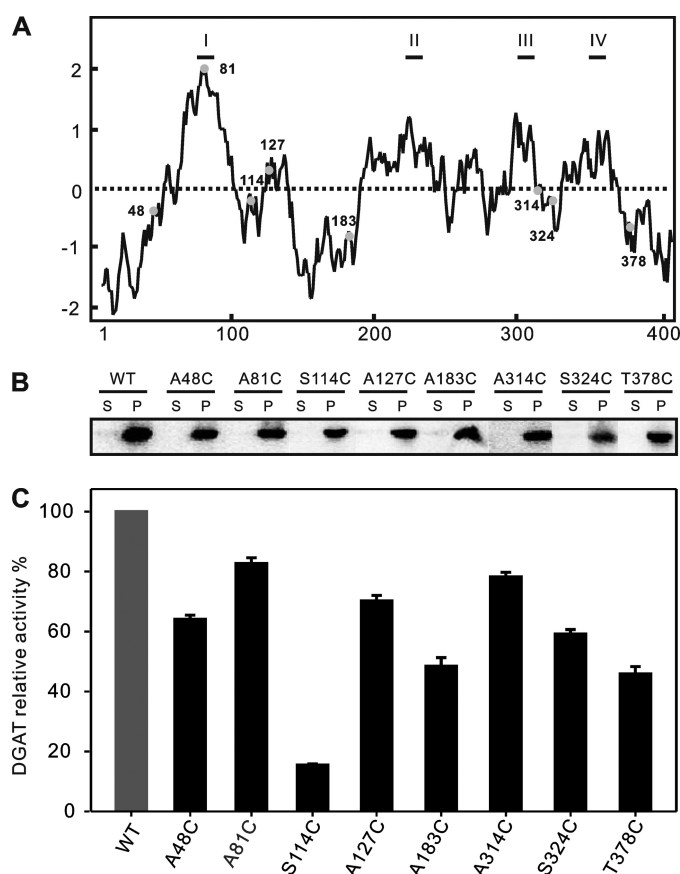 A
I II III IV
2
81
1
127
114
0
48
183
314
324
-1
378
-2
1 100 200 300 400
B
WT A48C A81C S114C A127C A183C A314C S324C T378C
S P S P S P S P S P S P S P S P S P
C
DGAT relative activity %
100
80
60
40
20
0
WT A48C A81C S114C A127C A183C A314C S324C T378C